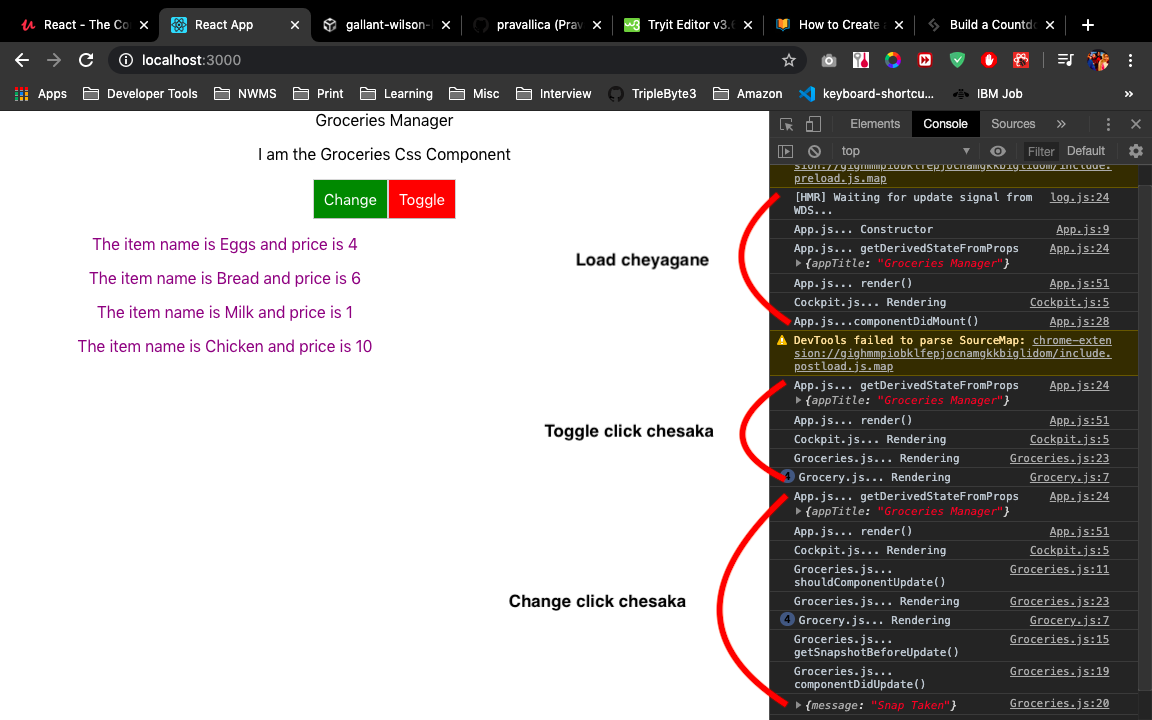 React - The Co
React App
gallant-wilson-
pravallica (Prav
Tryit Editor v3.6
How to Create a
Build a Countdo
localhost:3000
Apps
Developer Tools
NWMS
Print
Learning
Misc
Interview
TripleByte3
Amazon
keyboard-shortcu...
IBM Job
»
Groceries Manager
I am the Groceries Css Component
Change
Toggle
The item name is Eggs and price is 4
The item name is Bread and price is 6
The item name is Milk and price is 1
The item name is Chicken and price is 10
Load cheyagane
Toggle click chesaka
Change click chesaka
Elements
Console
Sources
»
top
Filter
Default
sion://gighmmpiobklfepjocnamgkkbiglidom/include.
preload.js.map
[HMR] Waiting for update signal from log.js:24
WDS...
App.js... Constructor App.js:9
App.js... getDerivedStateFromProps App.js:24
{appTitle: "Groceries Manager"}
App.js... render() App.js:51
Cockpit.js... Rendering Cockpit.js:5
App.js...componentDidMount() App.js:28
DevTools failed to parse SourceMap: chrome-exten
sion://gighmmpiobklfepjocnamgkkbiglidom/include.
postload.js.map
App.js... getDerivedStateFromProps App.js:24
{appTitle: "Groceries Manager"}
App.js... render() App.js:51
Cockpit.js... Rendering Cockpit.js:5
Groceries.js... Rendering Groceries.js:23
4 Grocery.js... Rendering Grocery.js:7
App.js... getDerivedStateFromProps App.js:24
{appTitle: "Groceries Manager"}
App.js... render() App.js:51
Cockpit.js... Rendering Cockpit.js:5
Groceries.js... Groceries.js:11
shouldComponentUpdate()
Groceries.js... Rendering Groceries.js:23
4 Grocery.js... Rendering Grocery.js:7
Groceries.js... Groceries.js:15
getSnapshotBeforeUpdate()
Groceries.js... Groceries.js:19
componentDidUpdate()
{message: "Snap Taken"} Groceries.js:20